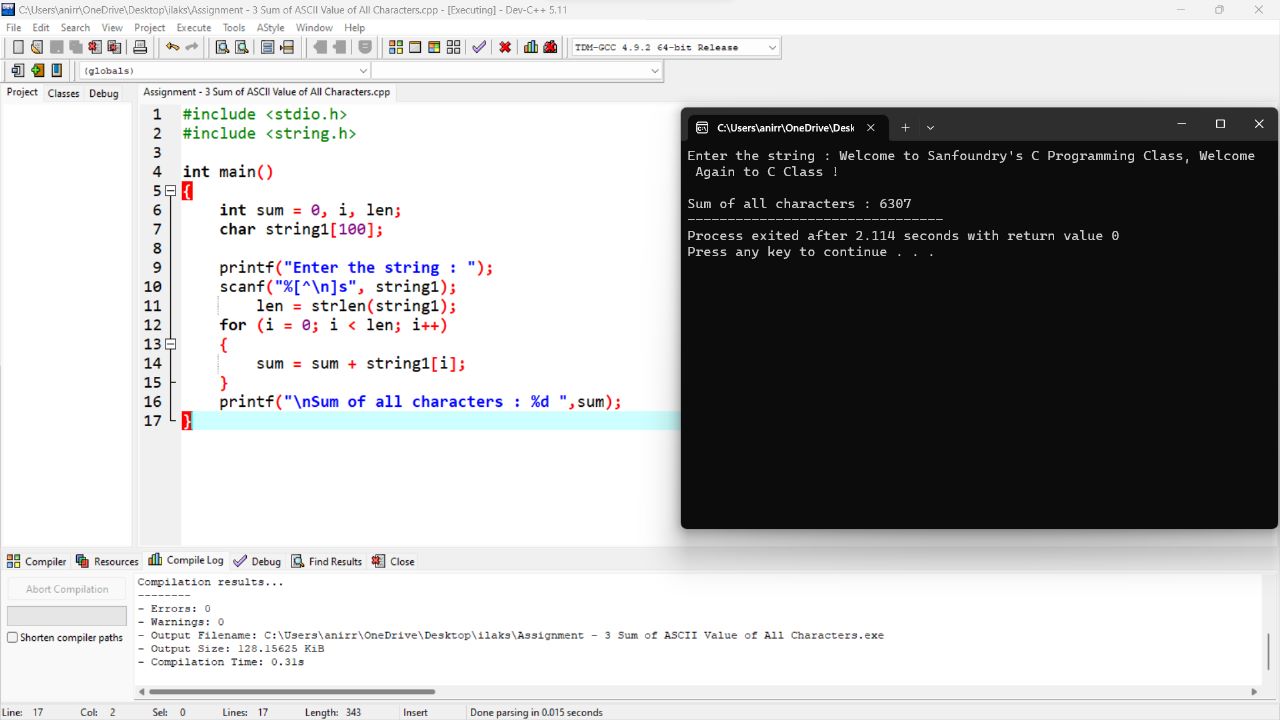 C:\Users\anirr\OneDrive\Desktop\ilaks\Assignment - 3 Sum of ASCII Value of All Characters.cpp - [Executing] - Dev-C++ 5.11
File Edit Search View Project Execute Tools AStyle Window Help
TDM-GCC 4.9.2 64-bit Release
(globals)
Project Classes Debug
Assignment - 3 Sum of ASCII Value of All Characters.cpp
1 #include <stdio.h>
2 #include <string.h>
3
4 int main()
5 {
6 int sum = 0, i, len;
7 char string1[100];
8
9 printf("Enter the string : ");
10 scanf("%[^\n]s", string1);
11 len = strlen(string1);
12 for (i = 0; i < len; i++)
13 {
14 sum = sum + string1[i];
15 }
16 printf("\nSum of all characters : %d ",sum);
17 }
C:\Users\anirr\OneDrive\Desk
Enter the string : Welcome to Sanfoundry's C Programming Class, Welcome
Again to C Class !
Sum of all characters : 6307
--------------------------------
Process exited after 2.114 seconds with return value 0
Press any key to continue . . .
Compiler Resources Compile Log Debug Find Results Close
Abort Compilation
Shorten compiler paths
Compilation results...
--------
- Errors: 0
- Warnings: 0
- Output Filename: C:\Users\anirr\OneDrive\Desktop\ilaks\Assignment - 3 Sum of ASCII Value of All Characters.exe
- Output Size: 128.15625 KiB
- Compilation Time: 0.31s
Line: 17 Col: 2 Sel: 0 Lines: 17 Length: 343 Insert Done parsing in 0.015 seconds